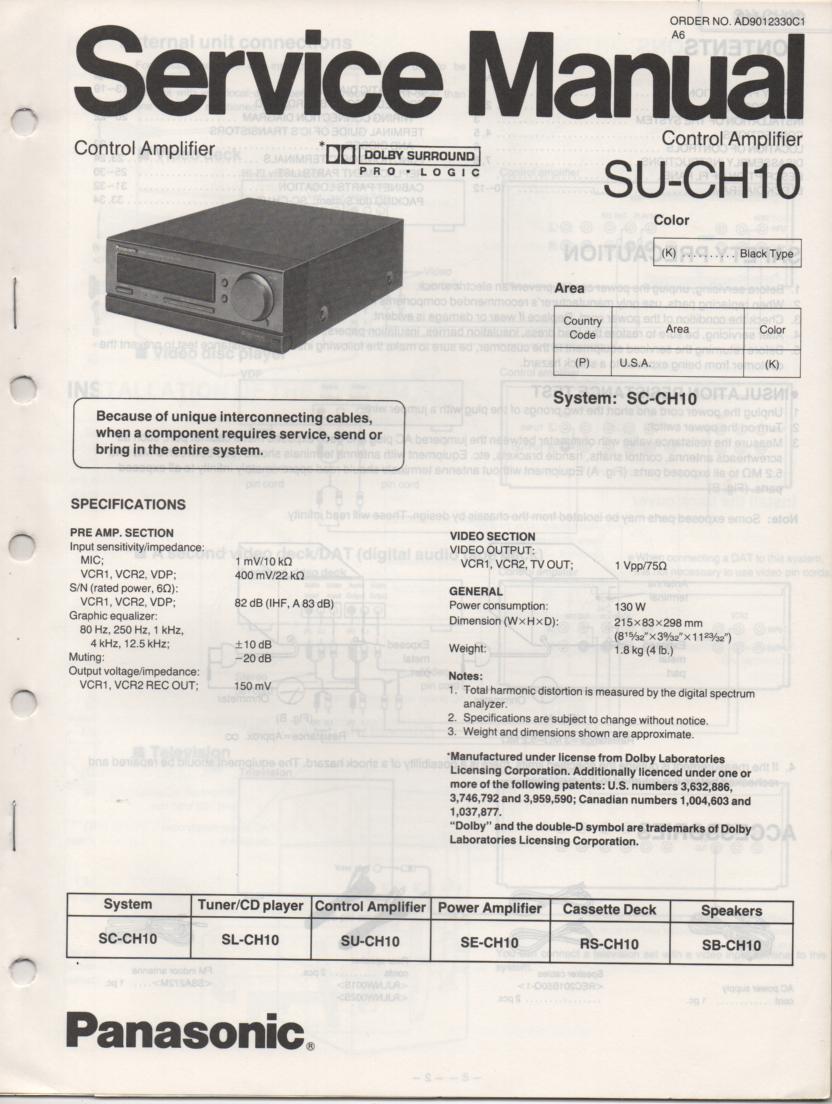 ORDER NO. AD9012330C1
A6
Service Manual
Control Amplifier
* DOLBY SURROUND
PRO • LOGIC
Control Amplifier
SU-CH10
Color
(K) .......... Black Type
Area
Country Code Area Color
(P) U.S.A. (K)
System: SC-CH10
Because of unique interconnecting cables,
when a component requires service, send or
bring in the entire system.
SPECIFICATIONS
PRE AMP. SECTION
Input sensitivity/impedance:
MIC; 1 mV/10 kΩ
VCR1, VCR2, VDP; 400 mV/22 kΩ
S/N (rated power, 6Ω):
VCR1, VCR2, VDP; 82 dB (IHF, A 83 dB)
Graphic equalizer:
80 Hz, 250 Hz, 1 kHz,
4 kHz, 12.5 kHz; ±10 dB
Muting: −20 dB
Output voltage/impedance:
VCR1, VCR2 REC OUT; 150 mV
VIDEO SECTION
VIDEO OUTPUT:
VCR1, VCR2, TV OUT; 1 Vpp/75Ω
GENERAL
Power consumption: 130 W
Dimension (W×H×D): 215×83×298 mm
(8 15/32"×3 9/32"×11 23/32")
Weight: 1.8 kg (4 lb.)
Notes:
1. Total harmonic distortion is measured by the digital spectrum
analyzer.
2. Specifications are subject to change without notice.
3. Weight and dimensions shown are approximate.
*Manufactured under license from Dolby Laboratories
Licensing Corporation. Additionally licenced under one or
more of the following patents: U.S. numbers 3,632,886,
3,746,792 and 3,959,590; Canadian numbers 1,004,603 and
1,037,877.
"Dolby" and the double-D symbol are trademarks of Dolby
Laboratories Licensing Corporation.
System Tuner/CD player Control Amplifier Power Amplifier Cassette Deck Speakers
SC-CH10 SL-CH10 SU-CH10 SE-CH10 RS-CH10 SB-CH10
Panasonic®